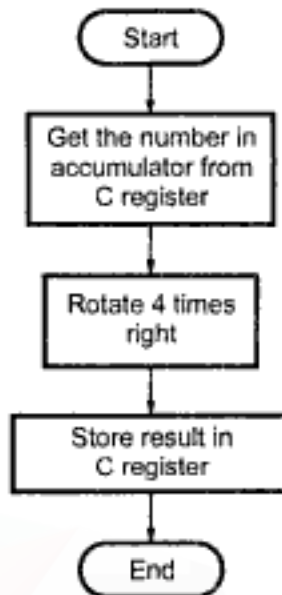 Start
Get the number in
accumulator from
C register
Rotate 4 times
right
Store result in
C register
End